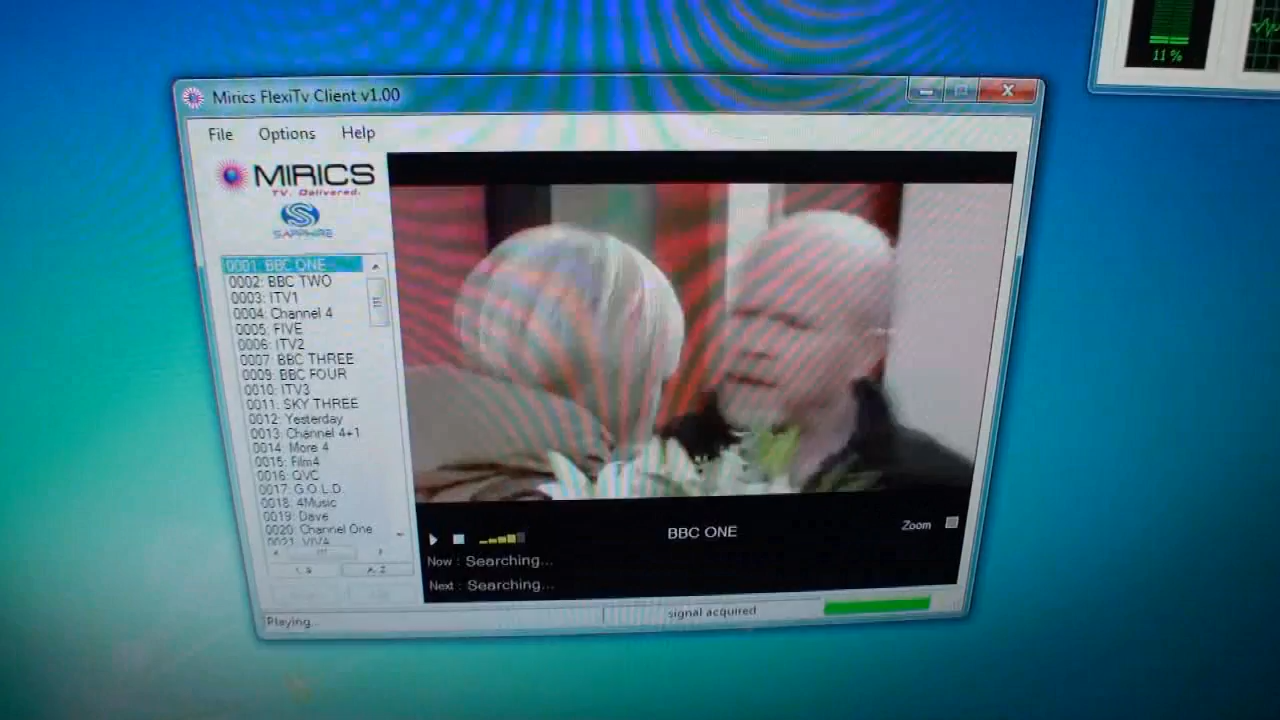 11 %
Mirics FlexiTv Client v1.00
File Options Help
MIRICS
TV. Delivered.
SAPPHIRE
0001: BBC ONE
0002: BBC TWO
0003: ITV1
0004: Channel 4
0005: FIVE
0006: ITV2
0007: BBC THREE
0009: BBC FOUR
0010: ITV3
0011: SKY THREE
0012: Yesterday
0013: Channel 4+1
0014: More 4
0015: Film4
0016: QVC
0017: G.O.L.D.
0018: 4Music
0019: Dave
0020: Channel One
0021: VIVA
A..Z
BBC ONE
Zoom
Now : Searching...
Next : Searching...
Playing...
signal acquired